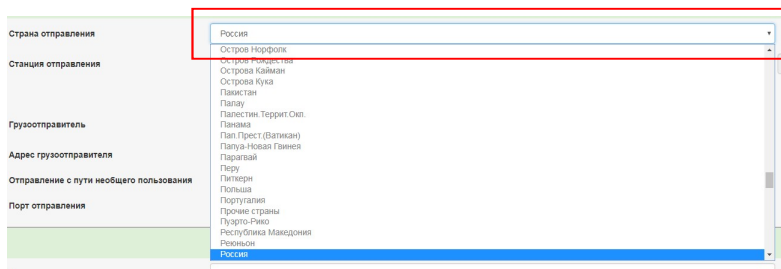 Страна отправления
Россия
Остров Норфолк
Остров Рождества
Станция отправления
Острова Кайман
Острова Кука
Пакистан
Палау
Палестин.Террит.Окп.
Грузоотправитель
Панама
Пап.Прест.(Ватикан)
Папуа-Новая Гвинея
Адрес грузоотправителя
Парагвай
Перу
Отправление с пути необщего пользования
Питкерн
Польша
Португалия
Порт отправления
Прочие страны
Пуэрто-Рико
Республика Македония
Реюньон
Россия